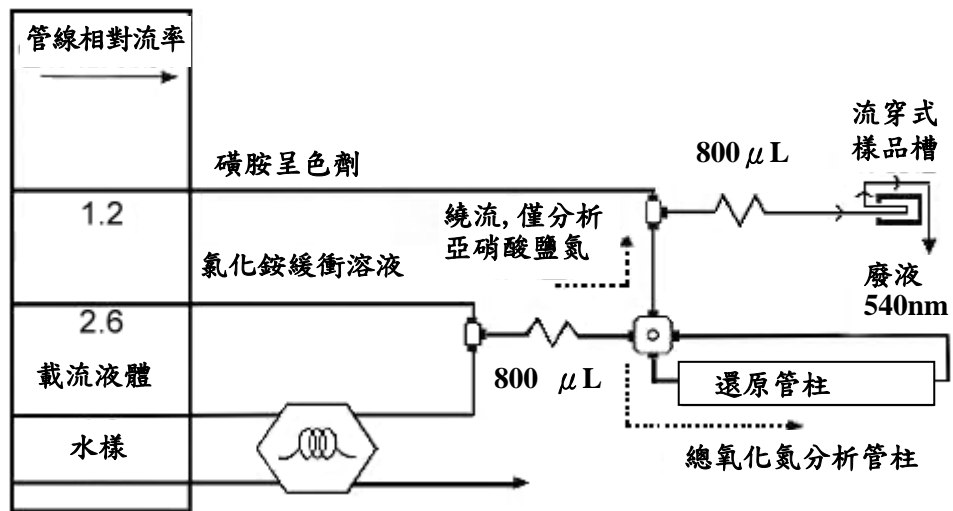 管線相對流率
流穿式
樣品槽
800 μL
磺胺呈色劑
1.2
繞流, 僅分析
亞硝酸鹽氮
氯化銨緩衝溶液
廢液
540nm
2.6
載流液體
800 μL
還原管柱
水樣
總氧化氮分析管柱